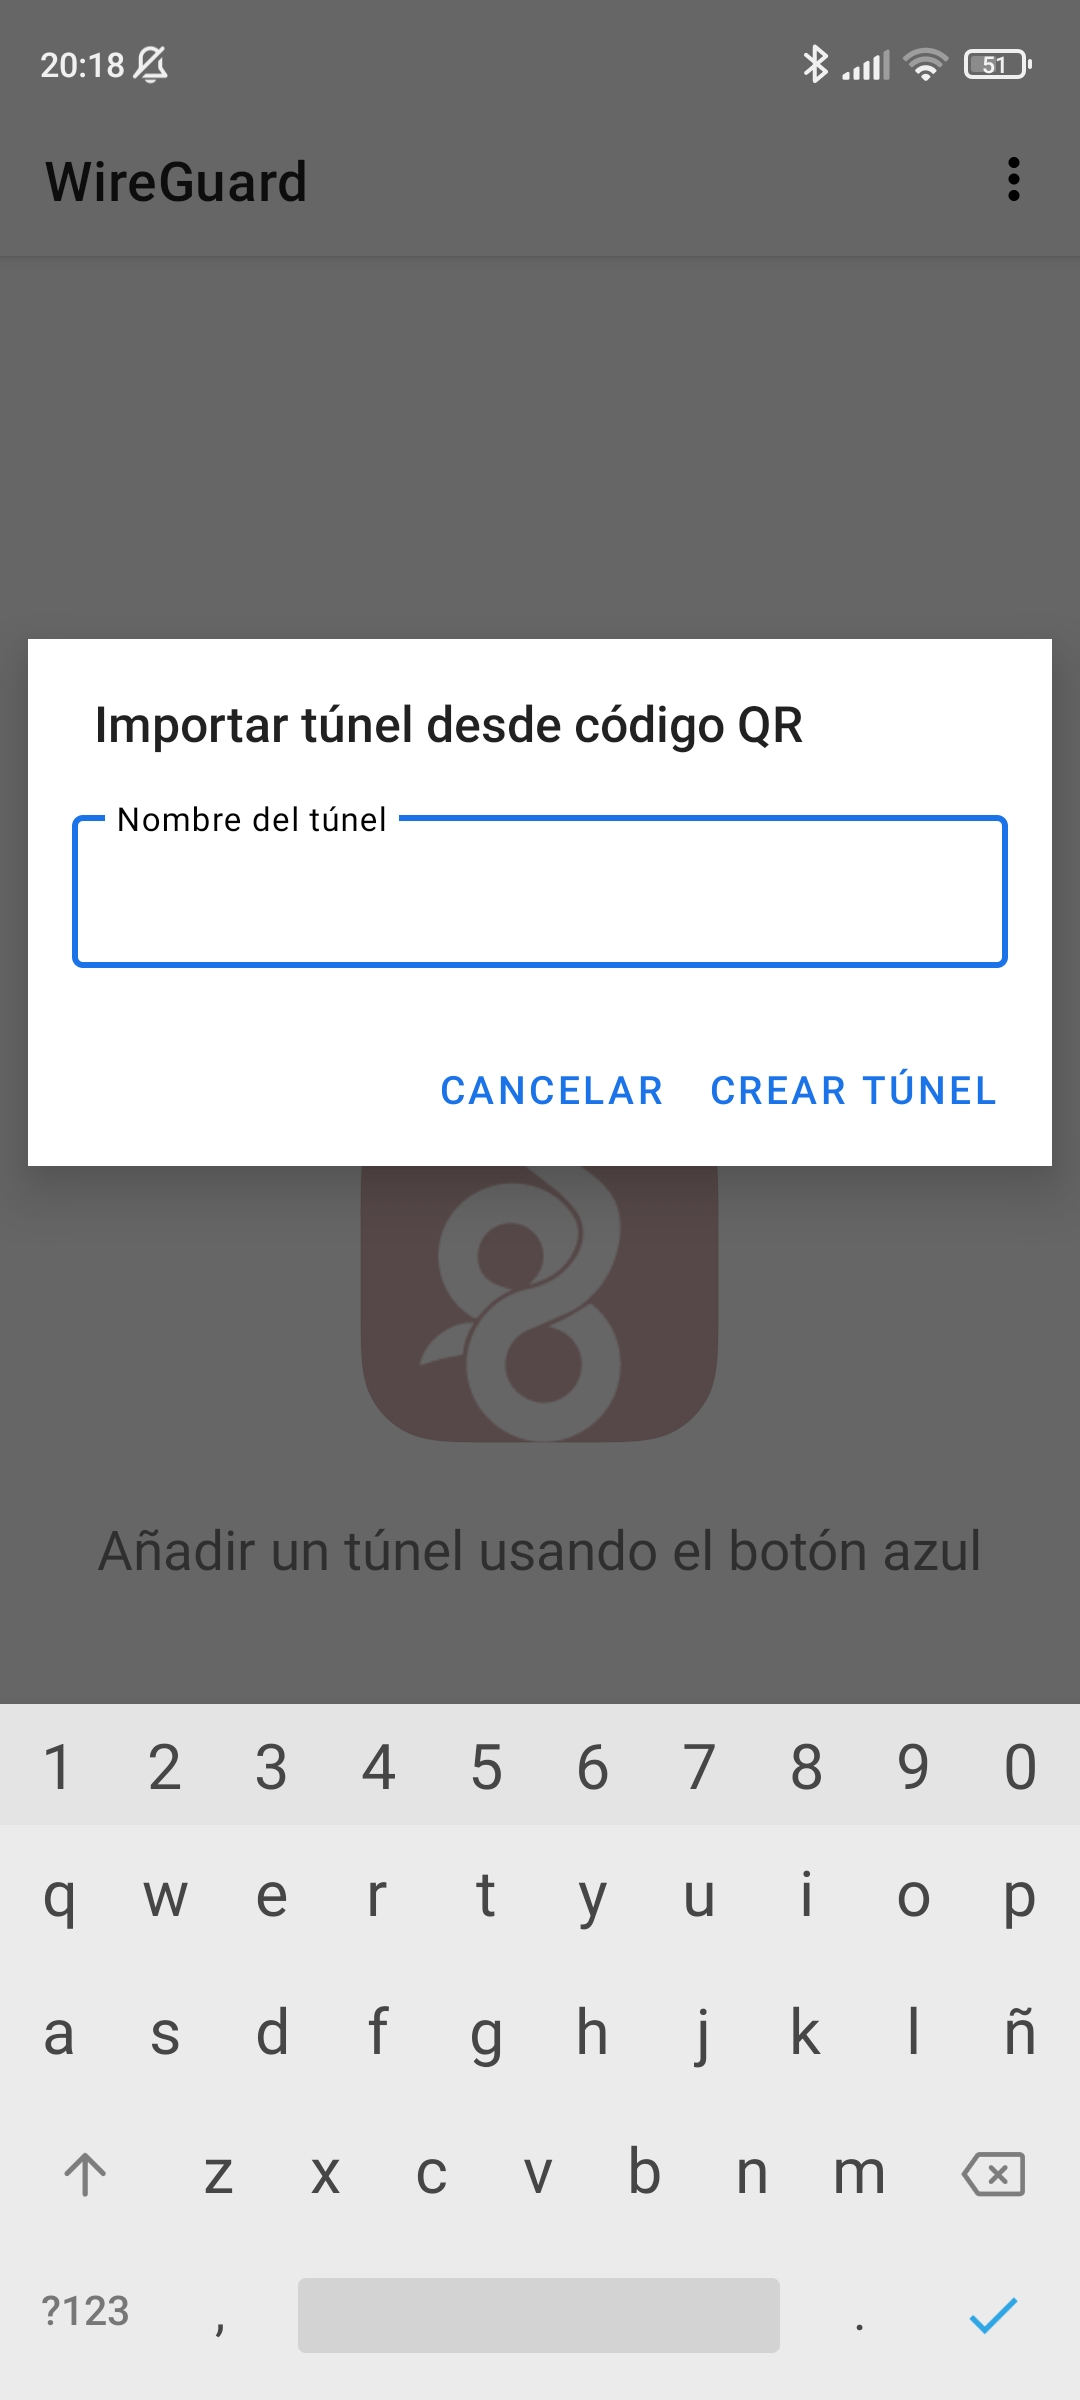 20:18
51
WireGuard
Importar túnel desde código QR
Nombre del túnel
CANCELAR CREAR TÚNEL
Añadir un túnel usando el botón azul
1 2 3 4 5 6 7 8 9 0
q w e r t y u i o p
a s d f g h j k l ñ
z x c v b n m
?123 , .